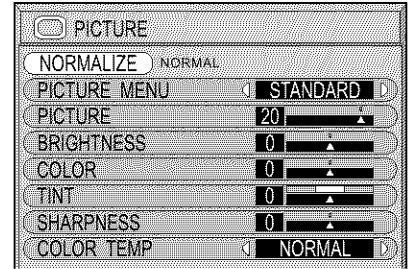 PICTURE
NORMALIZE NORMAL
PICTURE MENU STANDARD
PICTURE 20
BRIGHTNESS 0
COLOR 0
TINT 0
SHARPNESS 0
COLOR TEMP NORMAL